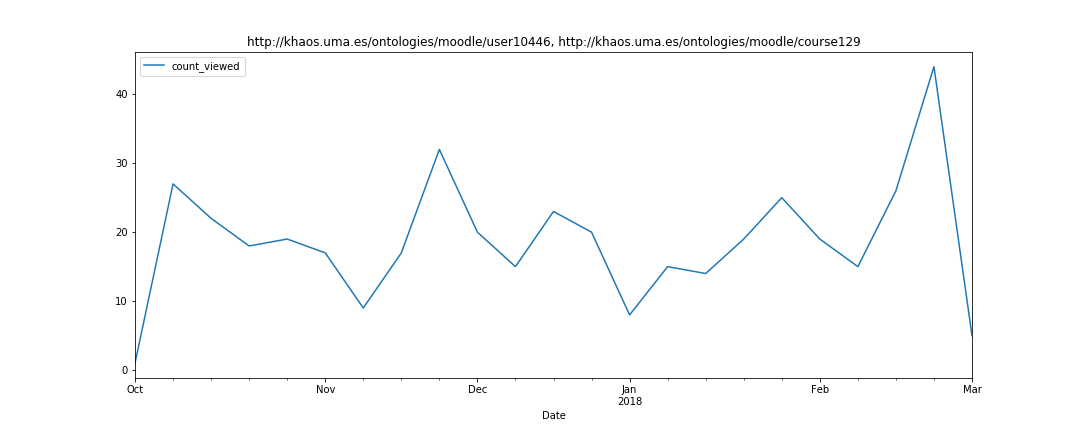 http://khaos.uma.es/ontologies/moodle/user10446, http://khaos.uma.es/ontologies/moodle/course129
count_viewed
40
30
20
10
0
Oct Nov Dec Jan Feb Mar
2018
Date